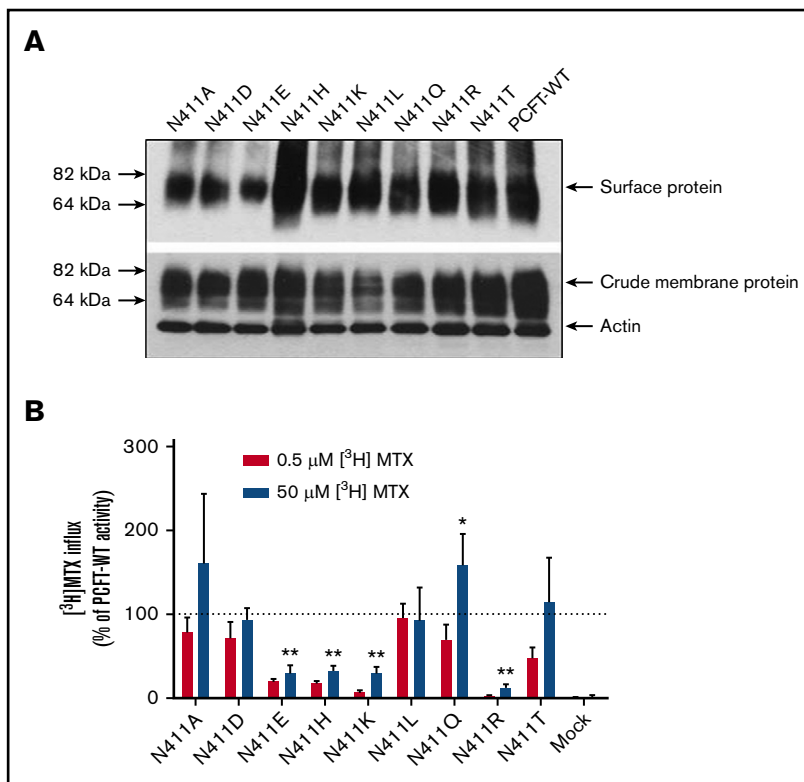 A
N411A N411D N411E N411H N411K N411L N411Q N411R N411T PCFT-WT
82 kDa
64 kDa
Surface protein
82 kDa
64 kDa
Crude membrane protein
Actin
B
300
200
100
0
[³H]MTX influx
(% of PCFT-WT activity)
0.5 μM [³H] MTX
50 μM [³H] MTX
** ** ** * **
N411A N411D N411E N411H N411K N411L N411Q N411R N411T Mock